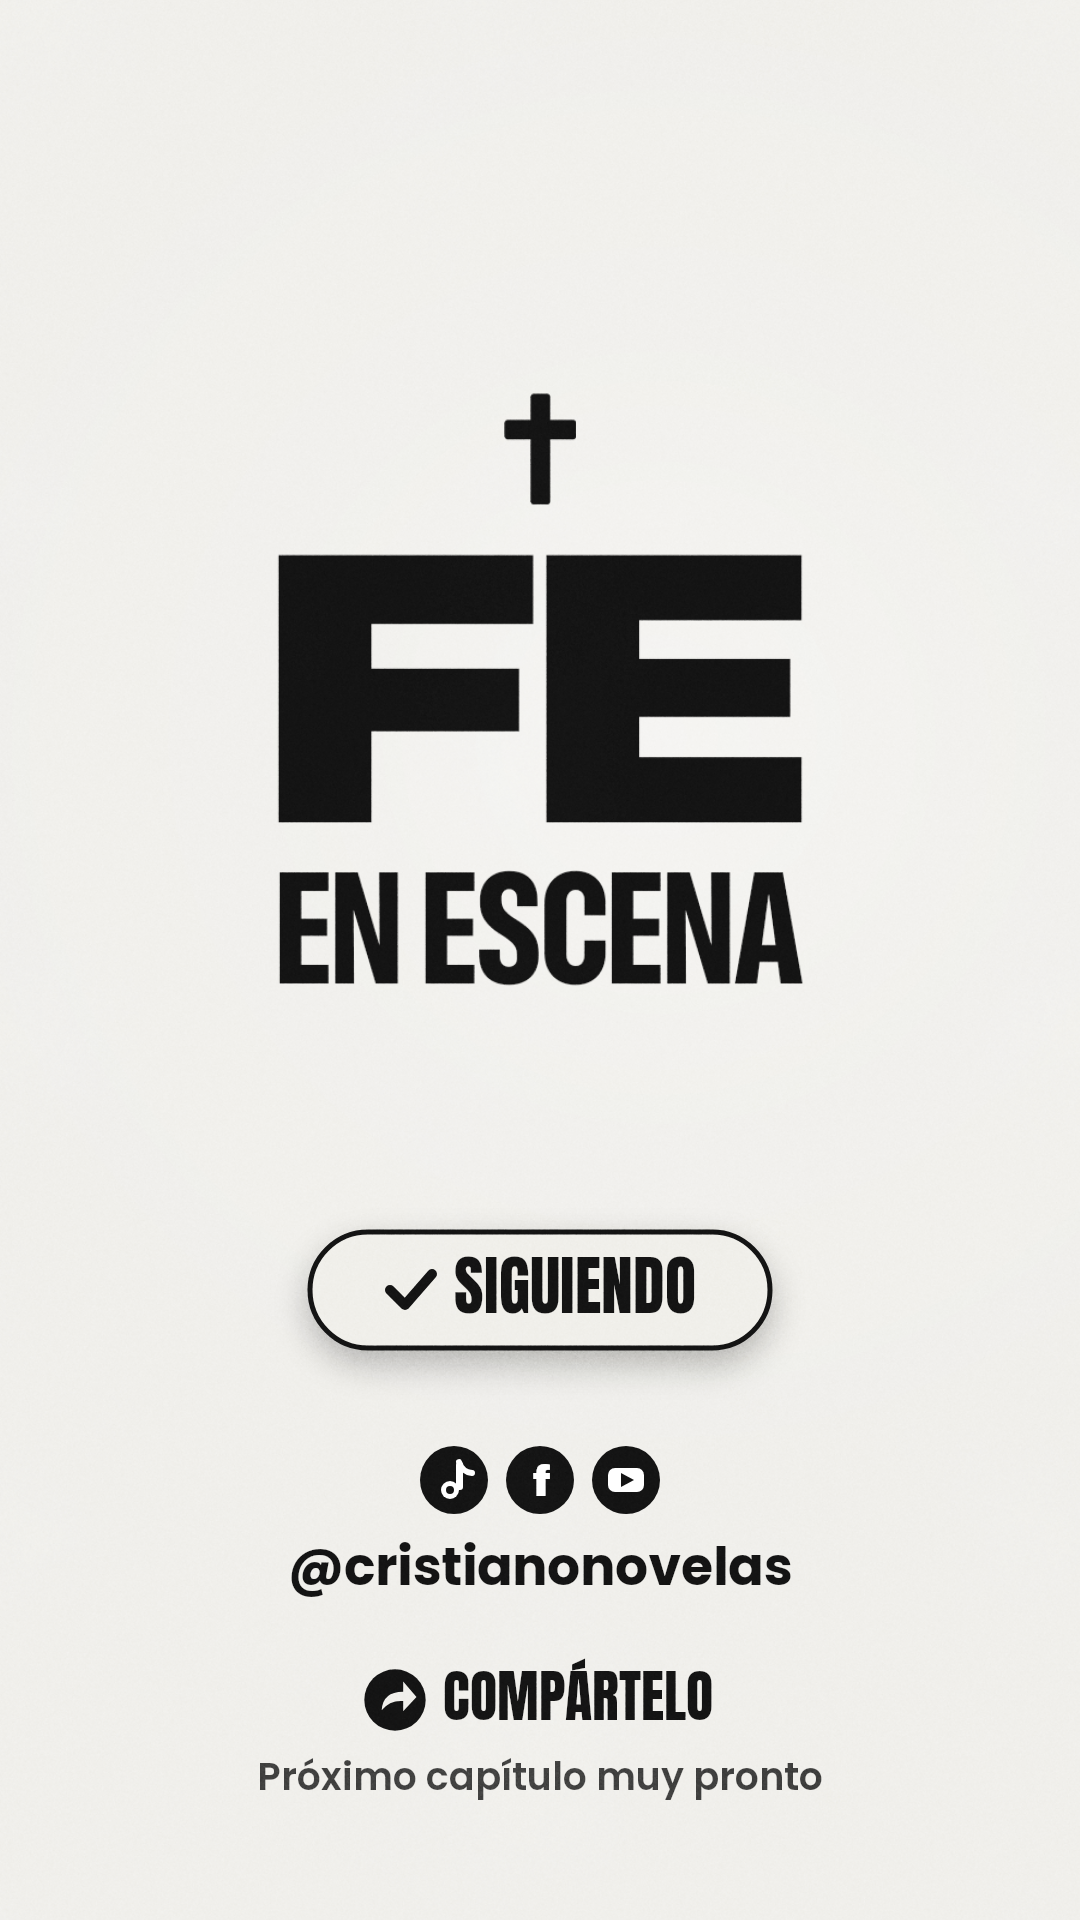 FE
EN ESCENA
SIGUIENDO
@cristianonovelas
COMPÁRTELO
Próximo capítulo muy pronto